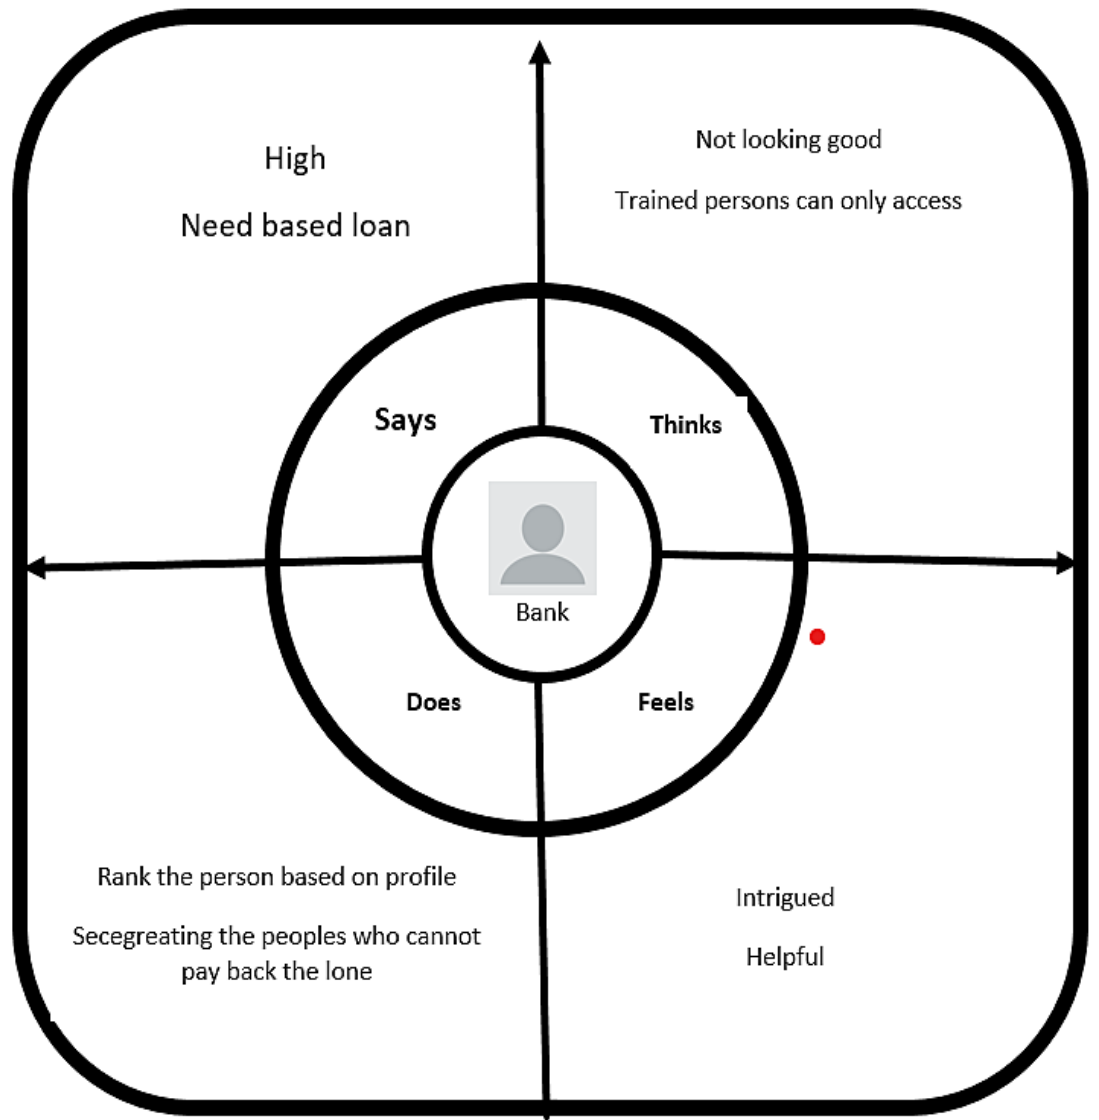 High
Need based loan
Not looking good
Trained persons can only access
Says
Thinks
Bank
Does
Feels
Rank the person based on profile
Secegreating the peoples who cannot
pay back the lone
Intrigued
Helpful